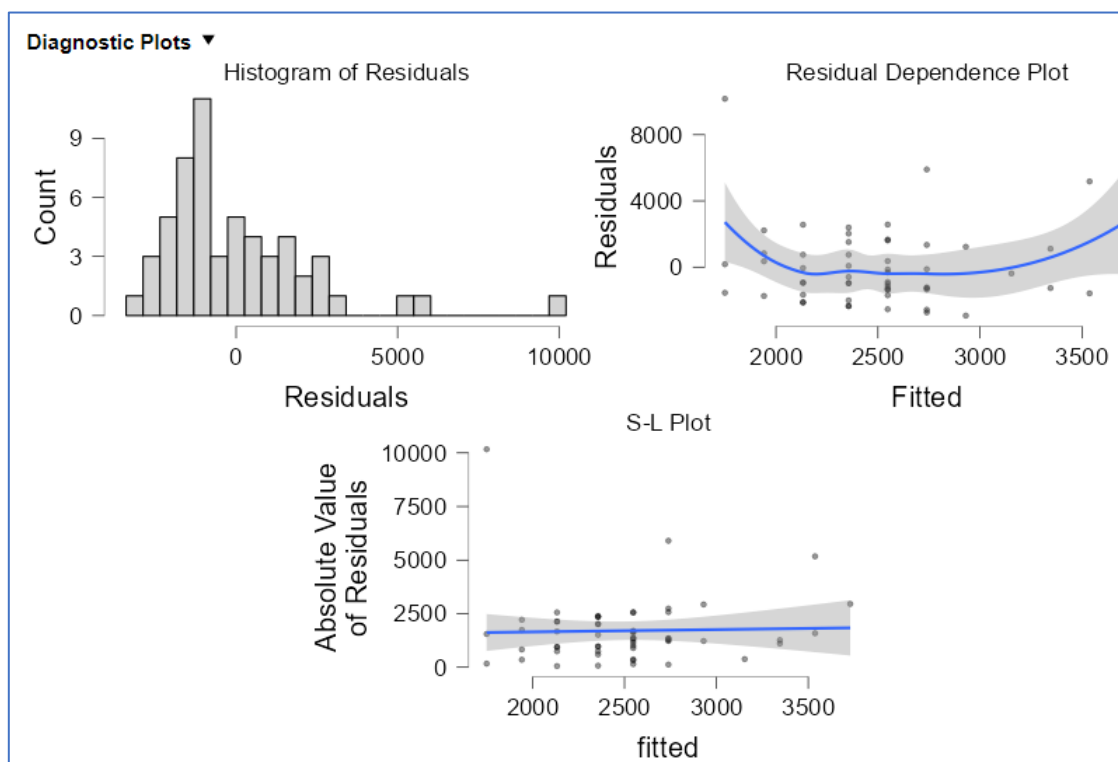 Diagnostic Plots ▼
Histogram of Residuals
Count
9
6
3
0
0 5000 10000
Residuals
Residual Dependence Plot
Residuals
8000
4000
0
2000 2500 3000 3500
Fitted
S-L Plot
Absolute Value
of Residuals
10000
7500
5000
2500
0
2000 2500 3000 3500
fitted